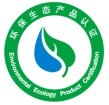 环保生态产品认证
Environmental Ecology Product Certification